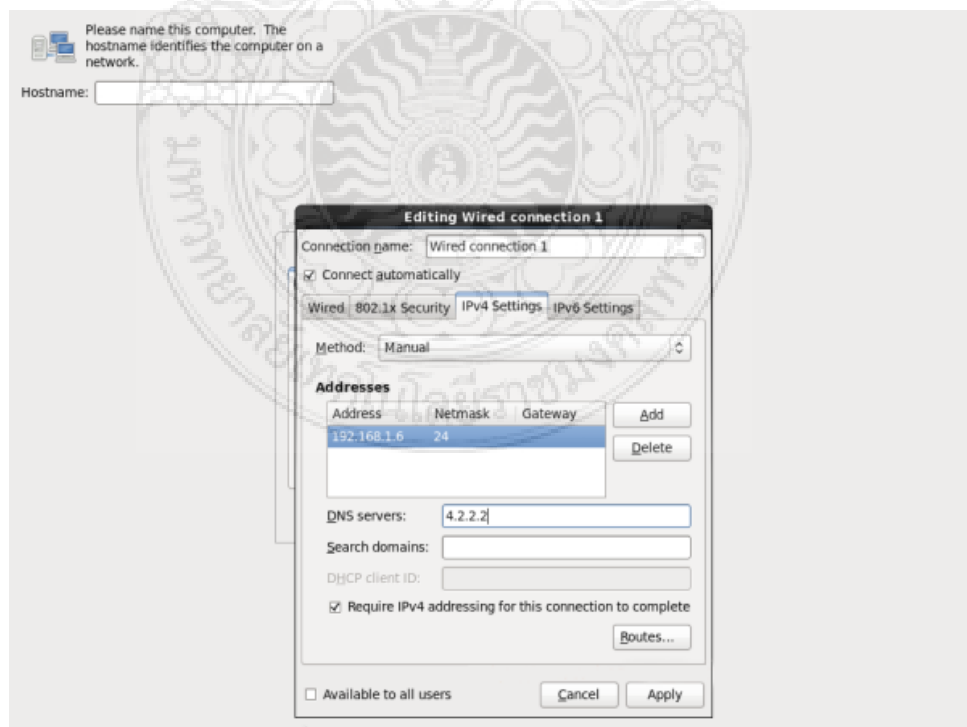 Please name this computer. The
hostname identifies the computer on a
network.
Hostname:
Editing Wired connection 1
Connection name: Wired connection 1
Connect automatically
Wired 802.1x Security IPv4 Settings IPv6 Settings
Method: Manual
Addresses
Address Netmask Gateway
192.168.1.6 24
Add
Delete
DNS servers: 4.2.2.2
Search domains:
DHCP client ID:
Require IPv4 addressing for this connection to complete
Routes...
Available to all users
Cancel Apply